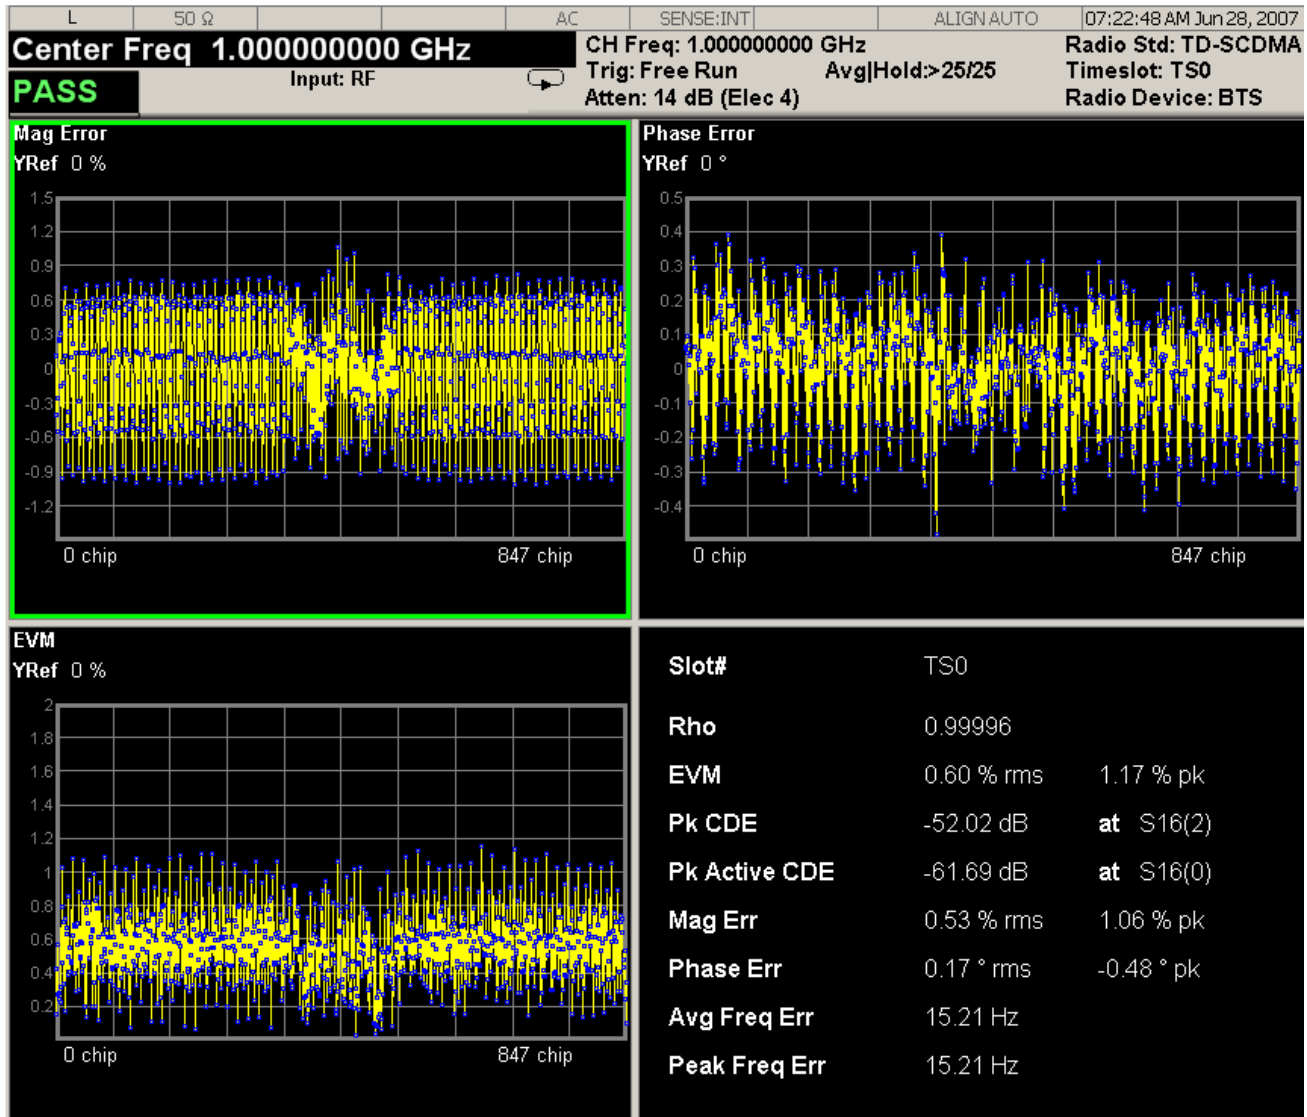 L 50 Ω AC SENSE:INT ALIGN AUTO 07:22:48 AM Jun 28, 2007
Center Freq 1.000000000 GHz
PASS
Input: RF
CH Freq: 1.000000000 GHz
Trig: Free Run Avg|Hold:>25/25
Atten: 14 dB (Elec 4)
Radio Std: TD-SCDMA
Timeslot: TS0
Radio Device: BTS
Mag Error
YRef 0 %
1.5
1.2
0.9
0.6
0.3
0
-0.3
-0.6
-0.9
-1.2
0 chip 847 chip
Phase Error
YRef 0 °
0.5
0.4
0.3
0.2
0.1
0
-0.1
-0.2
-0.3
-0.4
0 chip 847 chip
EVM
YRef 0 %
2
1.8
1.6
1.4
1.2
1
0.8
0.6
0.4
0.2
0 chip 847 chip
Slot# TS0
Rho 0.99996
EVM 0.60 % rms 1.17 % pk
Pk CDE -52.02 dB at S16(2)
Pk Active CDE -61.69 dB at S16(0)
Mag Err 0.53 % rms 1.06 % pk
Phase Err 0.17 ° rms -0.48 ° pk
Avg Freq Err 15.21 Hz
Peak Freq Err 15.21 Hz